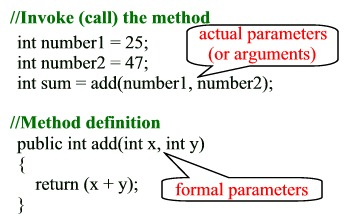 //Invoke (call) the method
int number1 = 25;
int number2 = 47;
int sum = add(number1, number2);
actual parameters
(or arguments)
//Method definition
public int add(int x, int y)
{
return (x + y);
}
formal parameters